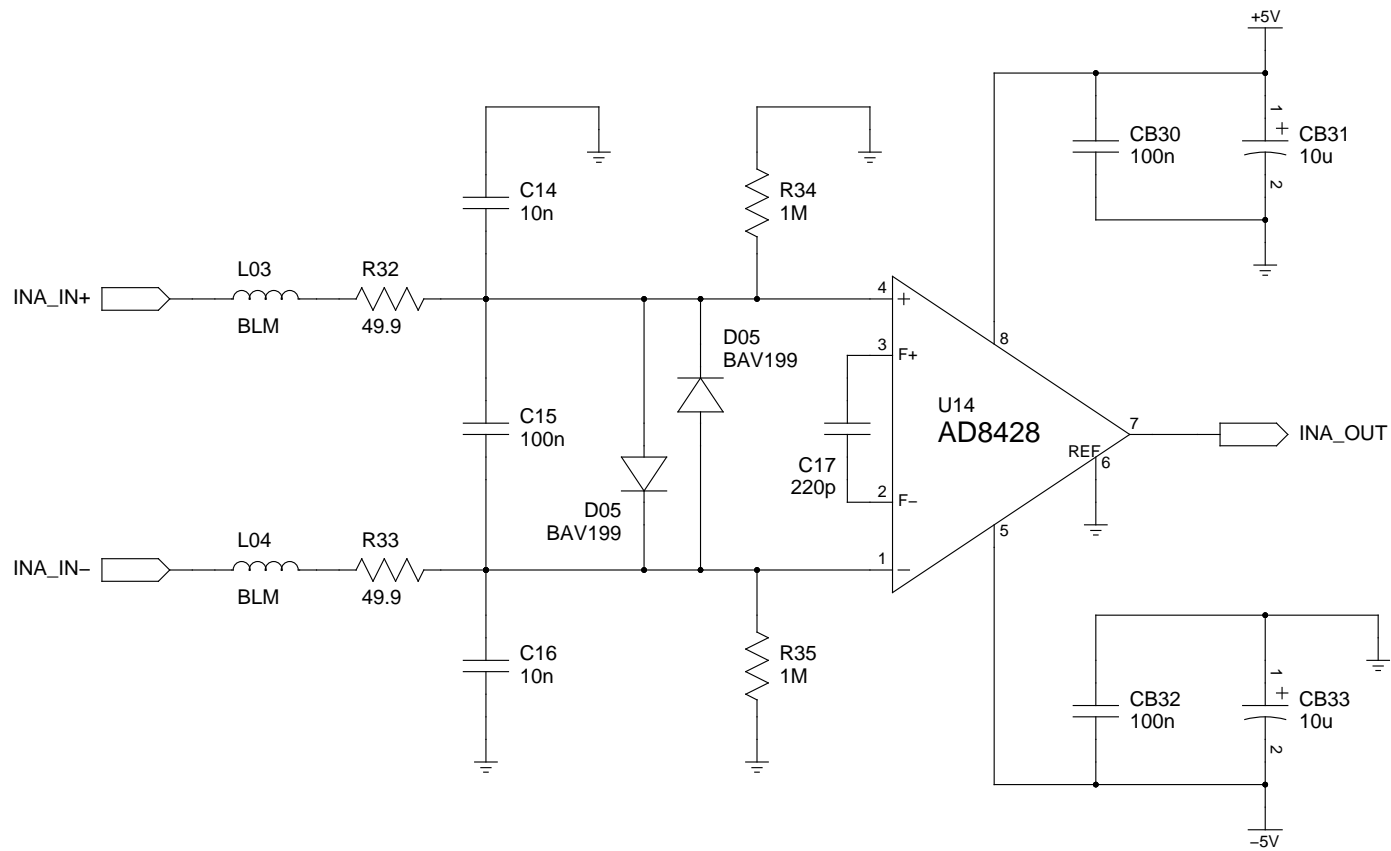 +5V
1
+
CB30
100n
CB31
10u
2
C14
10n
R34
1M
L03
R32
INA_IN+
BLM
49.9
4
+
8
D05
BAV199
3
F+
C15
100n
U14
AD8428
7
INA_OUT
REF
6
C17
220p
2
F−
D05
BAV199
5
L04
R33
INA_IN−
1
−
BLM
49.9
C16
10n
R35
1M
1
+
CB32
100n
CB33
10u
2
−5V